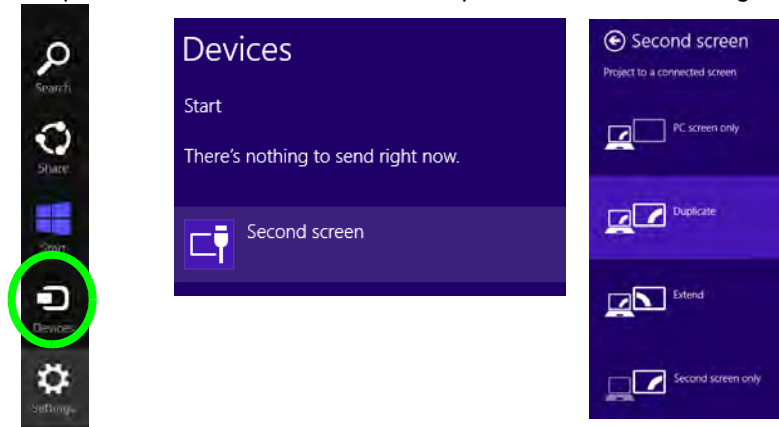 Search
Share
Start
Devices
Settings
Devices
Start
There's nothing to send right now.
Second screen
Second screen
Project to a connected screen
PC screen only
Duplicate
Extend
Second screen only